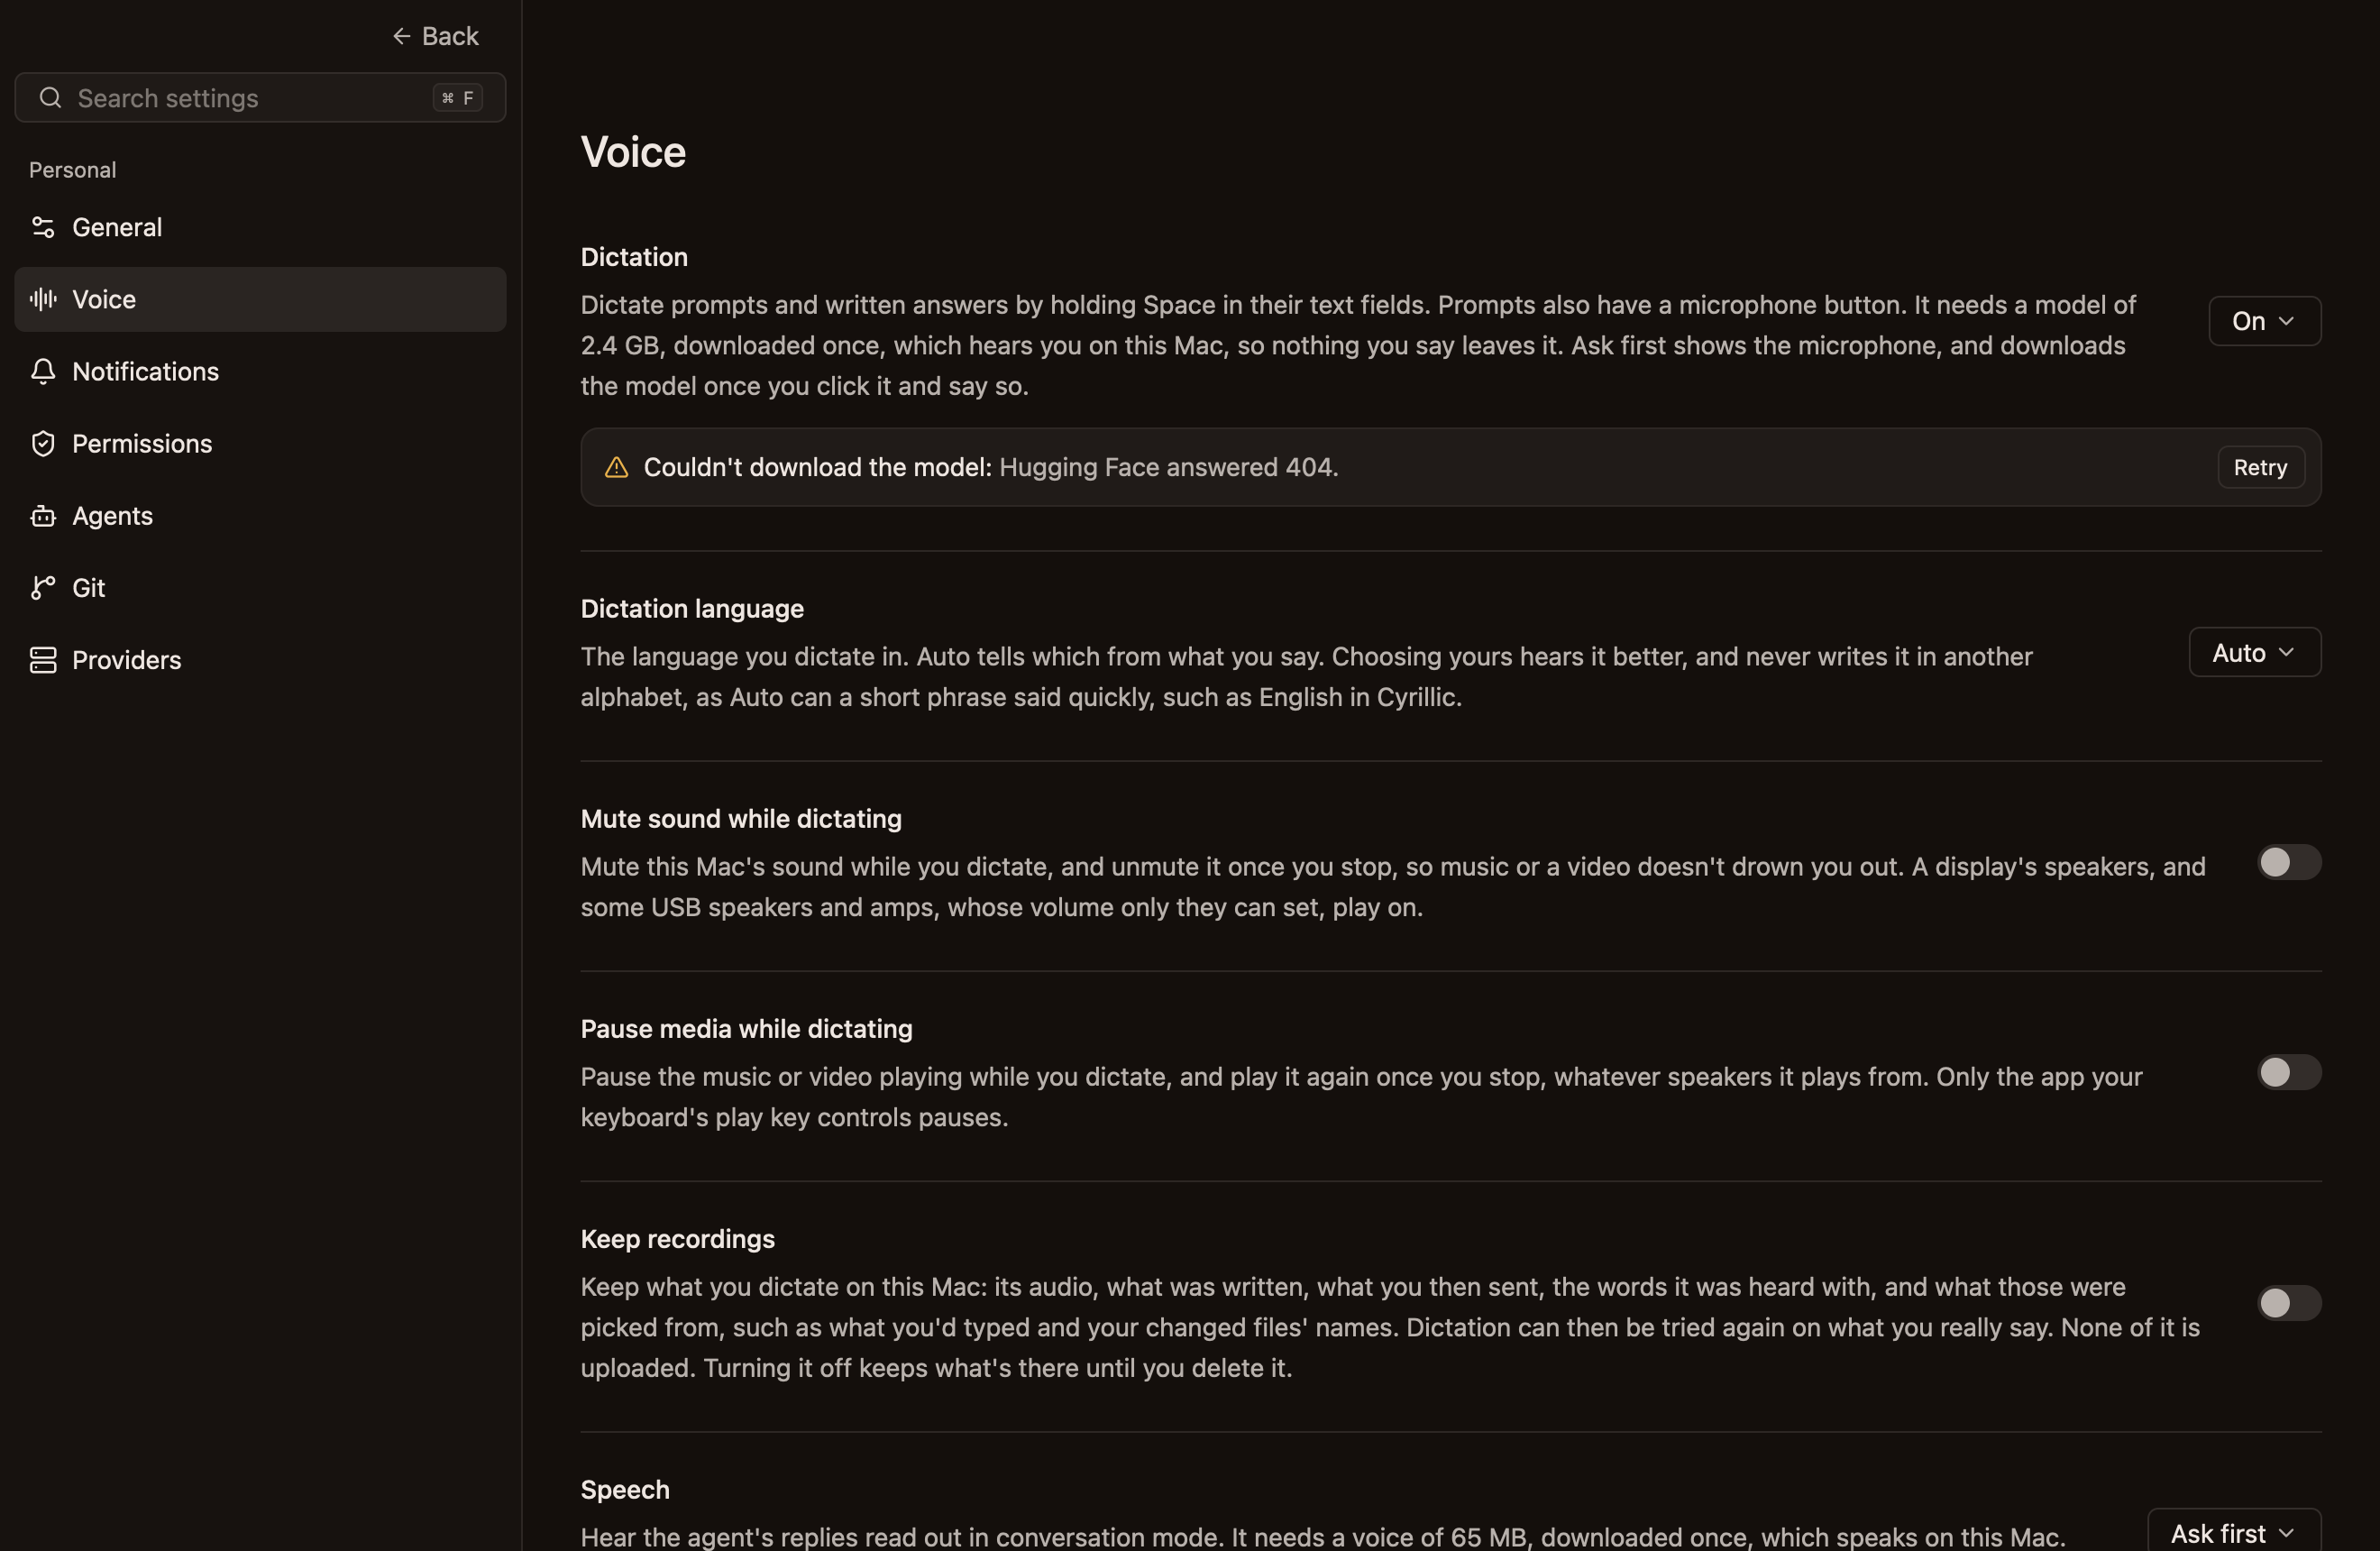 Back
Search settings
⌘ F
Personal
General
Voice
Notifications
Permissions
Agents
Git
Providers
Voice
Dictation
Dictate prompts and written answers by holding Space in their text fields. Prompts also have a microphone button. It needs a model of
2.4 GB, downloaded once, which hears you on this Mac, so nothing you say leaves it. Ask first shows the microphone, and downloads
the model once you click it and say so.
On
Couldn't download the model: Hugging Face answered 404.
Retry
Dictation language
The language you dictate in. Auto tells which from what you say. Choosing yours hears it better, and never writes it in another
alphabet, as Auto can a short phrase said quickly, such as English in Cyrillic.
Auto
Mute sound while dictating
Mute this Mac's sound while you dictate, and unmute it once you stop, so music or a video doesn't drown you out. A display's speakers, and
some USB speakers and amps, whose volume only they can set, play on.
Pause media while dictating
Pause the music or video playing while you dictate, and play it again once you stop, whatever speakers it plays from. Only the app your
keyboard's play key controls pauses.
Keep recordings
Keep what you dictate on this Mac: its audio, what was written, what you then sent, the words it was heard with, and what those were
picked from, such as what you'd typed and your changed files' names. Dictation can then be tried again on what you really say. None of it is
uploaded. Turning it off keeps what's there until you delete it.
Speech
Hear the agent's replies read out in conversation mode. It needs a voice of 65 MB, downloaded once, which speaks on this Mac.
Ask first